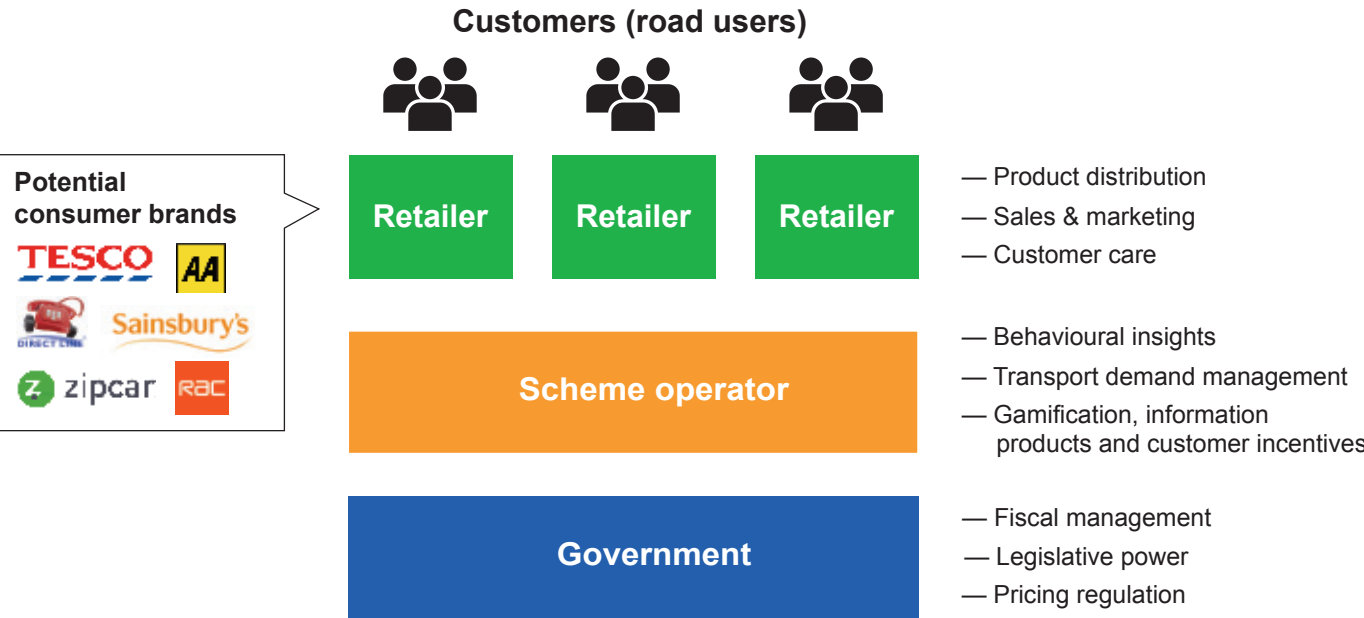 Customers (road users)
Potential
consumer brands
TESCO
AA
DIRECT LINE
Sainsbury's
zipcar
RAC
Retailer
Retailer
Retailer
— Product distribution
— Sales & marketing
— Customer care
Scheme operator
— Behavioural insights
— Transport demand management
— Gamification, information
products and customer incentives
Government
— Fiscal management
— Legislative power
— Pricing regulation